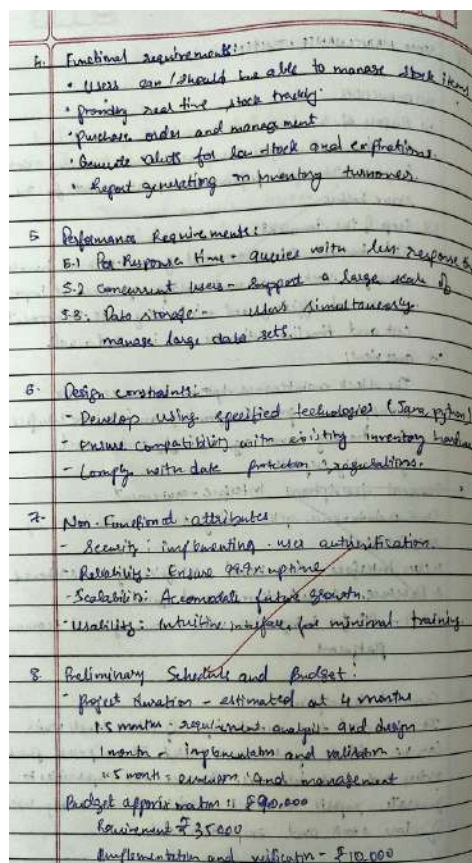 4. Functional requirements:
• Users can / should be able to manage stock items
• providing real time stock tracking.
• purchase order and management
• Generate alerts for low stock and expirations.
• Report generating inventory turnover.
5. Performance Requirements:
5.1 Response time - queries with less response
5.2 concurrent users - support a large scale of
5.3. Data storage - users simultaneously
manage large data sets.
6. Design constraints:
- Develop using specified technologies (Java, python)
- Ensure compatibility with existing inventory hardware
- Comply with date protection regulations.
7. Non-Functional attributes
- Security: implementing user
- Reliability: Ensure 99.9% uptime
- Scalability: Accomodate future growth.
- Usability: Intuitive interface, for minimal training.
8. Preliminary Schedule and Budget.
- Project duration - estimated at 4 months
1.5 months - requirement analysis and design
1 month - implementation and validation
1.5 month: and management
Budget : ₹90,000
₹35000
Implementation and verification - ₹10,000